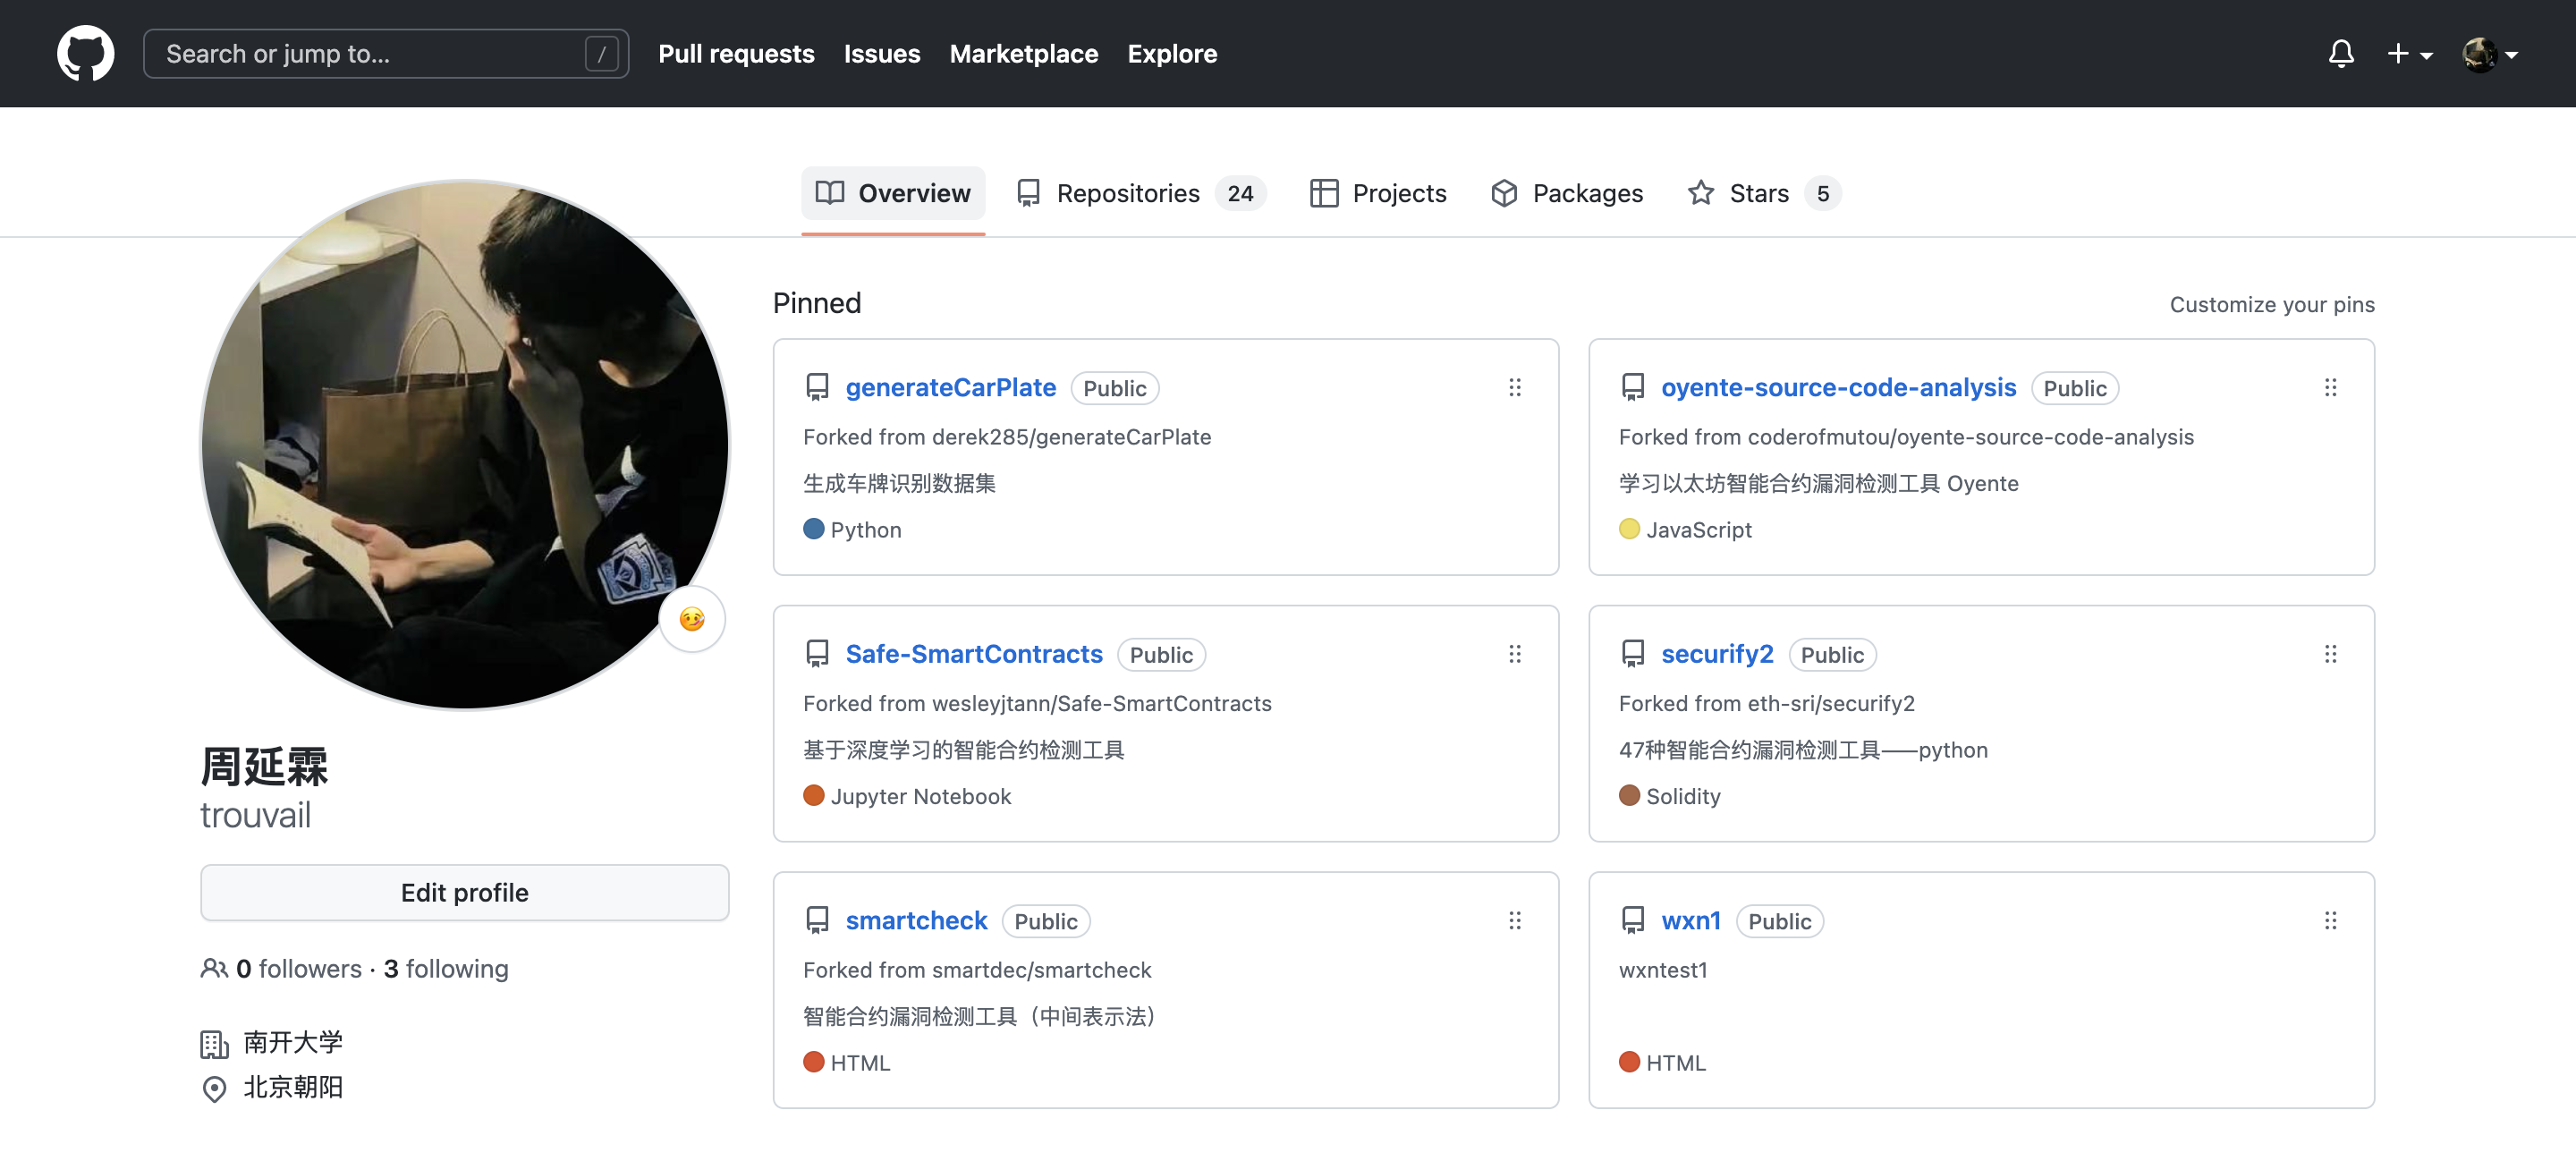 Search or jump to... /
Pull requests
Issues
Marketplace
Explore
Overview
Repositories 24
Projects
Packages
Stars 5
周延霖
trouvail
Edit profile
0 followers · 3 following
南开大学
北京朝阳
Pinned
Customize your pins
generateCarPlate Public
Forked from derek285/generateCarPlate
生成车牌识别数据集
Python
oyente-source-code-analysis Public
Forked from coderofmutou/oyente-source-code-analysis
学习以太坊智能合约漏洞检测工具 Oyente
JavaScript
Safe-SmartContracts Public
Forked from wesleyjtann/Safe-SmartContracts
基于深度学习的智能合约检测工具
Jupyter Notebook
securify2 Public
Forked from eth-sri/securify2
47种智能合约漏洞检测工具——python
Solidity
smartcheck Public
Forked from smartdec/smartcheck
智能合约漏洞检测工具（中间表示法）
HTML
wxn1 Public
wxntest1
HTML